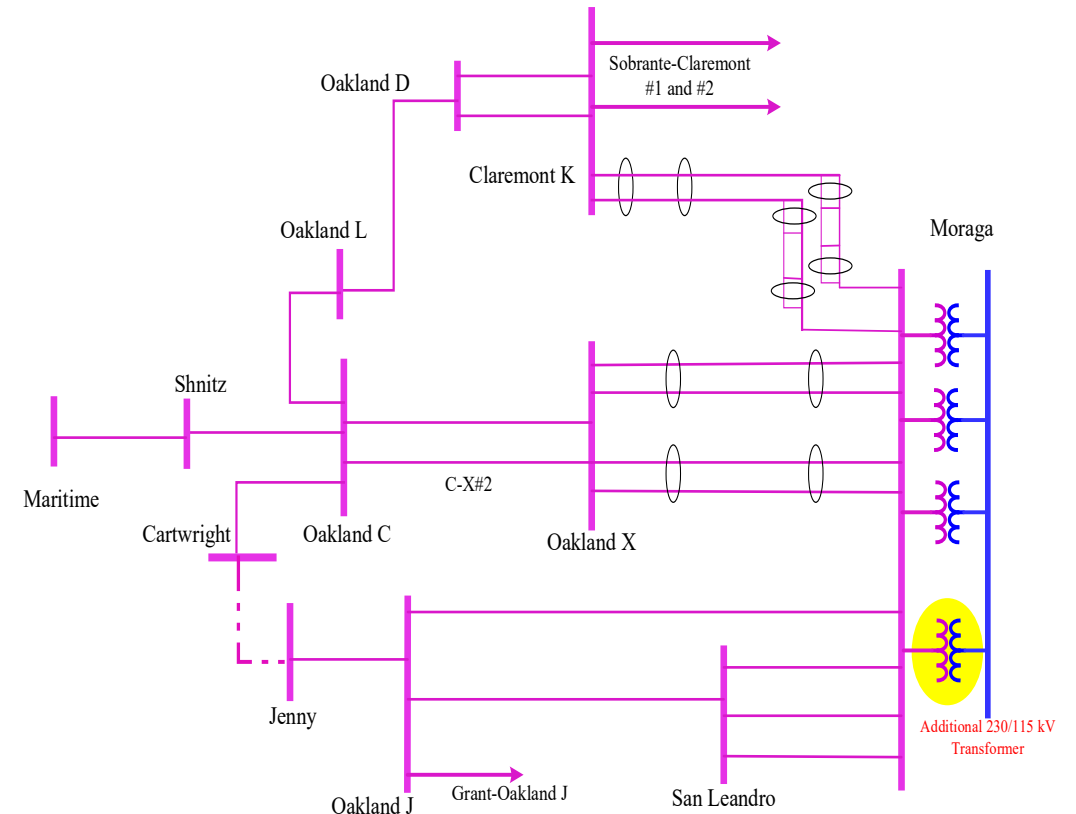 Oakland D
Sobrante-Claremont
#1 and #2
Claremont K
Oakland L
Moraga
Shnitz
Maritime
C-X#2
Cartwright
Oakland C
Oakland X
Jenny
Additional 230/115 kV
Transformer
Grant-Oakland J
Oakland J
San Leandro